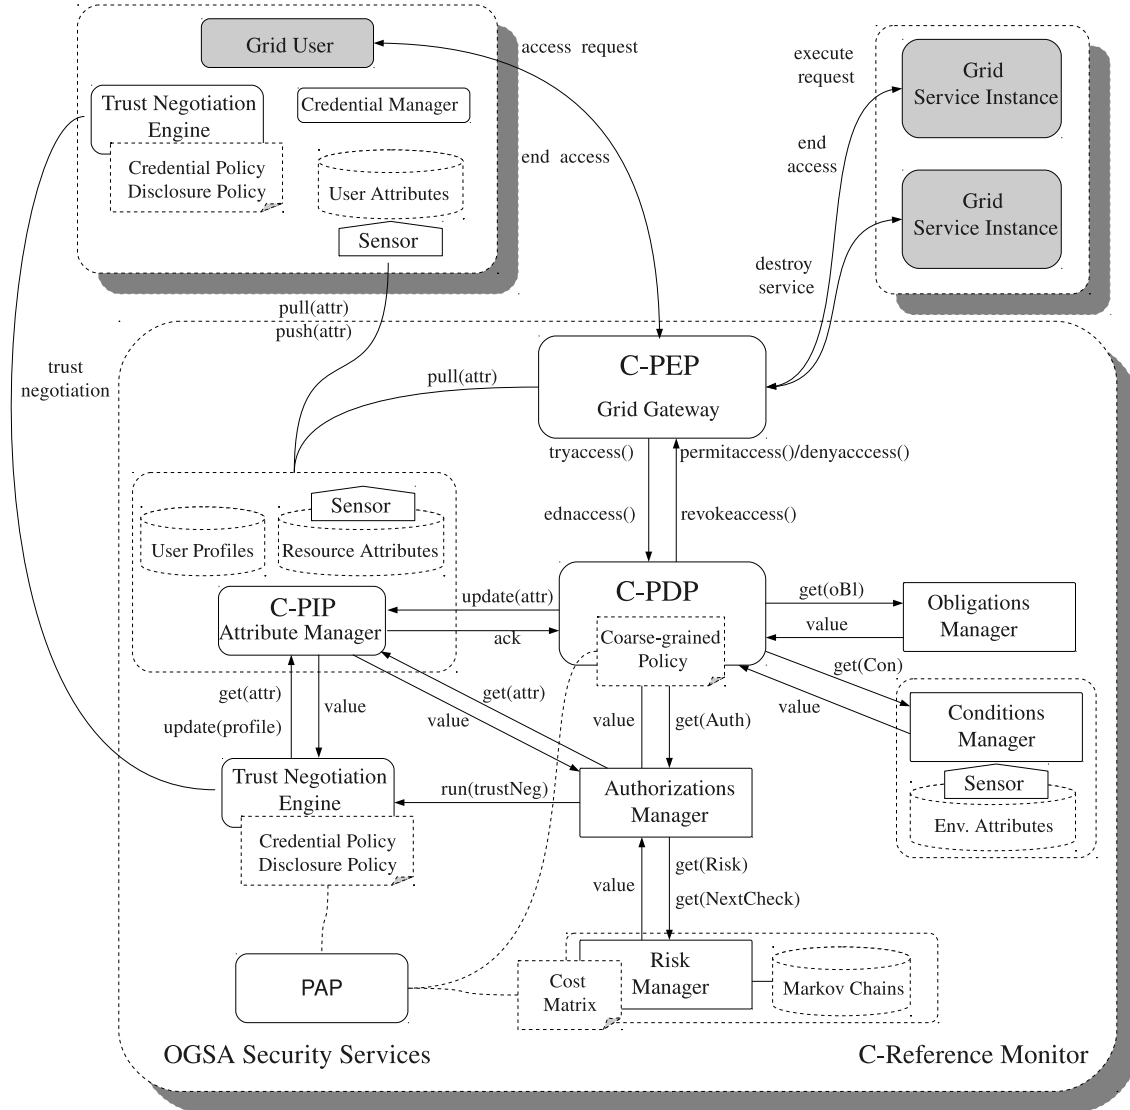 Grid User
access request
Trust Negotiation
Engine
Credential Manager
Credential Policy
Disclosure Policy
User Attributes
Sensor
end access
execute
request
Grid
Service Instance
end
access
Grid
Service Instance
destroy
service
pull(attr)
push(attr)
trust
negotiation
pull(attr)
C-PEP
Grid Gateway
tryaccess()
permitaccess()/denyacccess()
ednaccess()
revokeaccess()
Sensor
User Profiles
Resource Attributes
C-PIP
Attribute Manager
update(attr)
ack
C-PDP
Coarse-grained
Policy
get(oBl)
value
Obligations
Manager
get(Con)
value
Conditions
Manager
Sensor
Env. Attributes
get(attr)
update(profile)
value
value
get(attr)
value
get(Auth)
Trust Negotiation
Engine
Credential Policy
Disclosure Policy
run(trustNeg)
Authorizations
Manager
value
get(Risk)
get(NextCheck)
PAP
Cost
Matrix
Risk
Manager
Markov Chains
OGSA Security Services
C-Reference Monitor